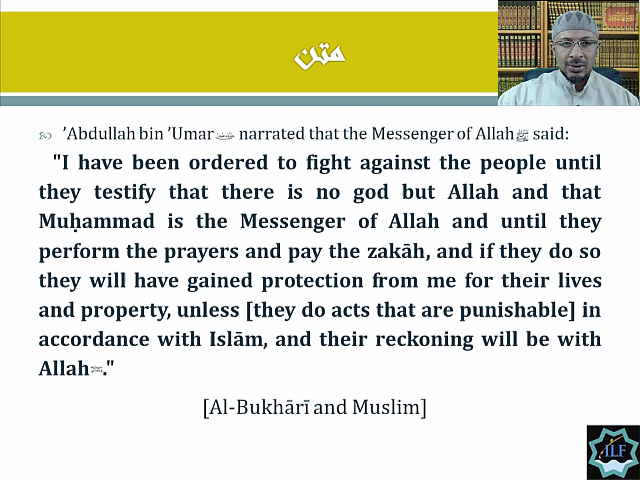 متن
’Abdullah bin ’Umar narrated that the Messenger of Allah ﷺ said:
"I have been ordered to fight against the people until
they testify that there is no god but Allah and that
Muḥammad is the Messenger of Allah and until they
perform the prayers and pay the zakāh, and if they do so
they will have gained protection from me for their lives
and property, unless [they do acts that are punishable] in
accordance with Islām, and their reckoning will be with
Allah."
[Al-Bukhārī and Muslim]
ILF